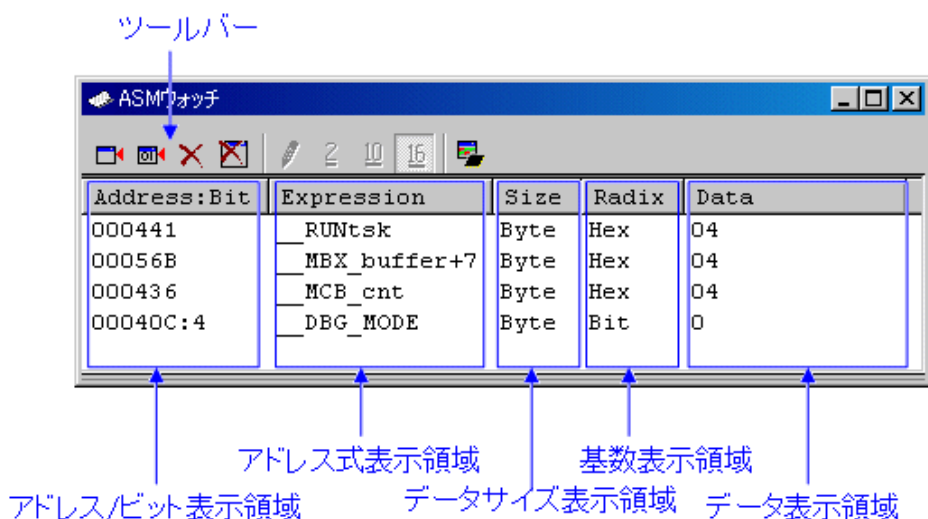 ツールバー
ASMウォッチ
2 10 16
Address:Bit Expression Size Radix Data
000441 __RUNtsk Byte Hex 04
00056B __MBX_buffer+7 Byte Hex 04
000436 __MCB_cnt Byte Hex 04
00040C:4 __DBG_MODE Byte Bit 0
アドレス式表示領域 基数表示領域
アドレス/ビット表示領域 データサイズ表示領域 データ表示領域